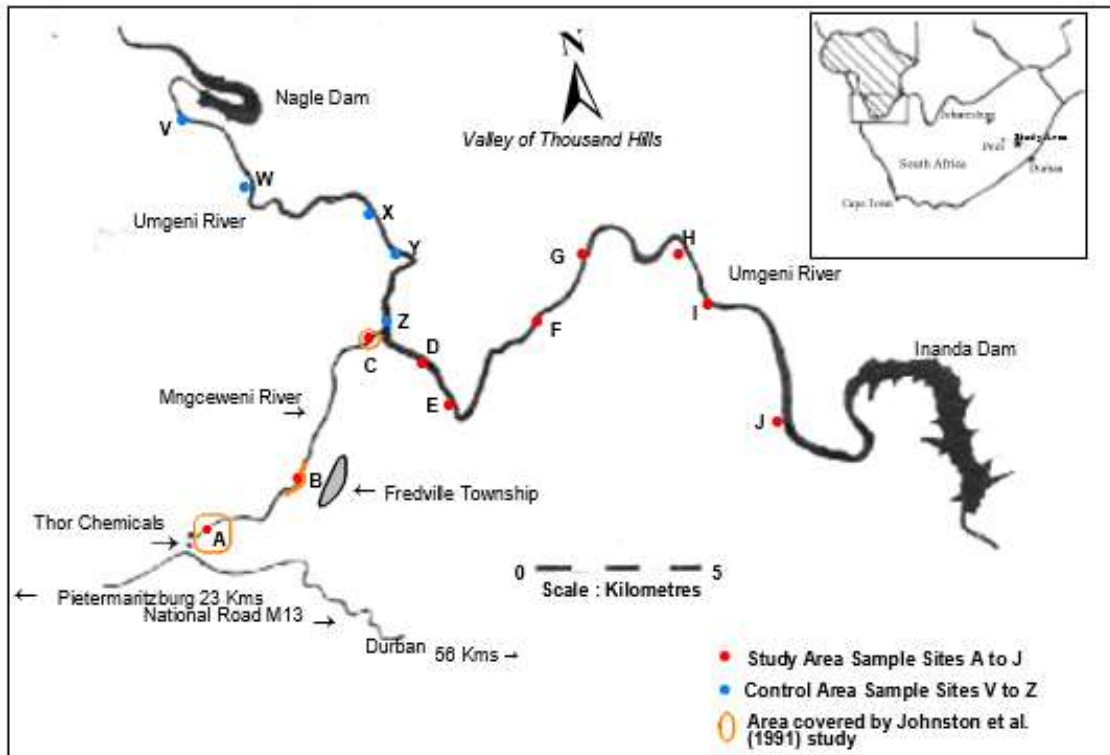 N
Nagle Dam
Valley of Thousand Hills
V
W
Umgeni River
X
Y
Z
C
D
E
F
G
H
Umgeni River
I
J
Inanda Dam
Mngceweni River
B
Fredville Township
Thor Chemicals
A
Pietermaritzburg 23 Kms
National Road M13
Durban
56 Kms
0 5
Scale : Kilometres
Study Area Sample Sites A to J
Control Area Sample Sites V to Z
Area covered by Johnston et al.
(1991) study
Study Area
South Africa
Durban
Cape Town